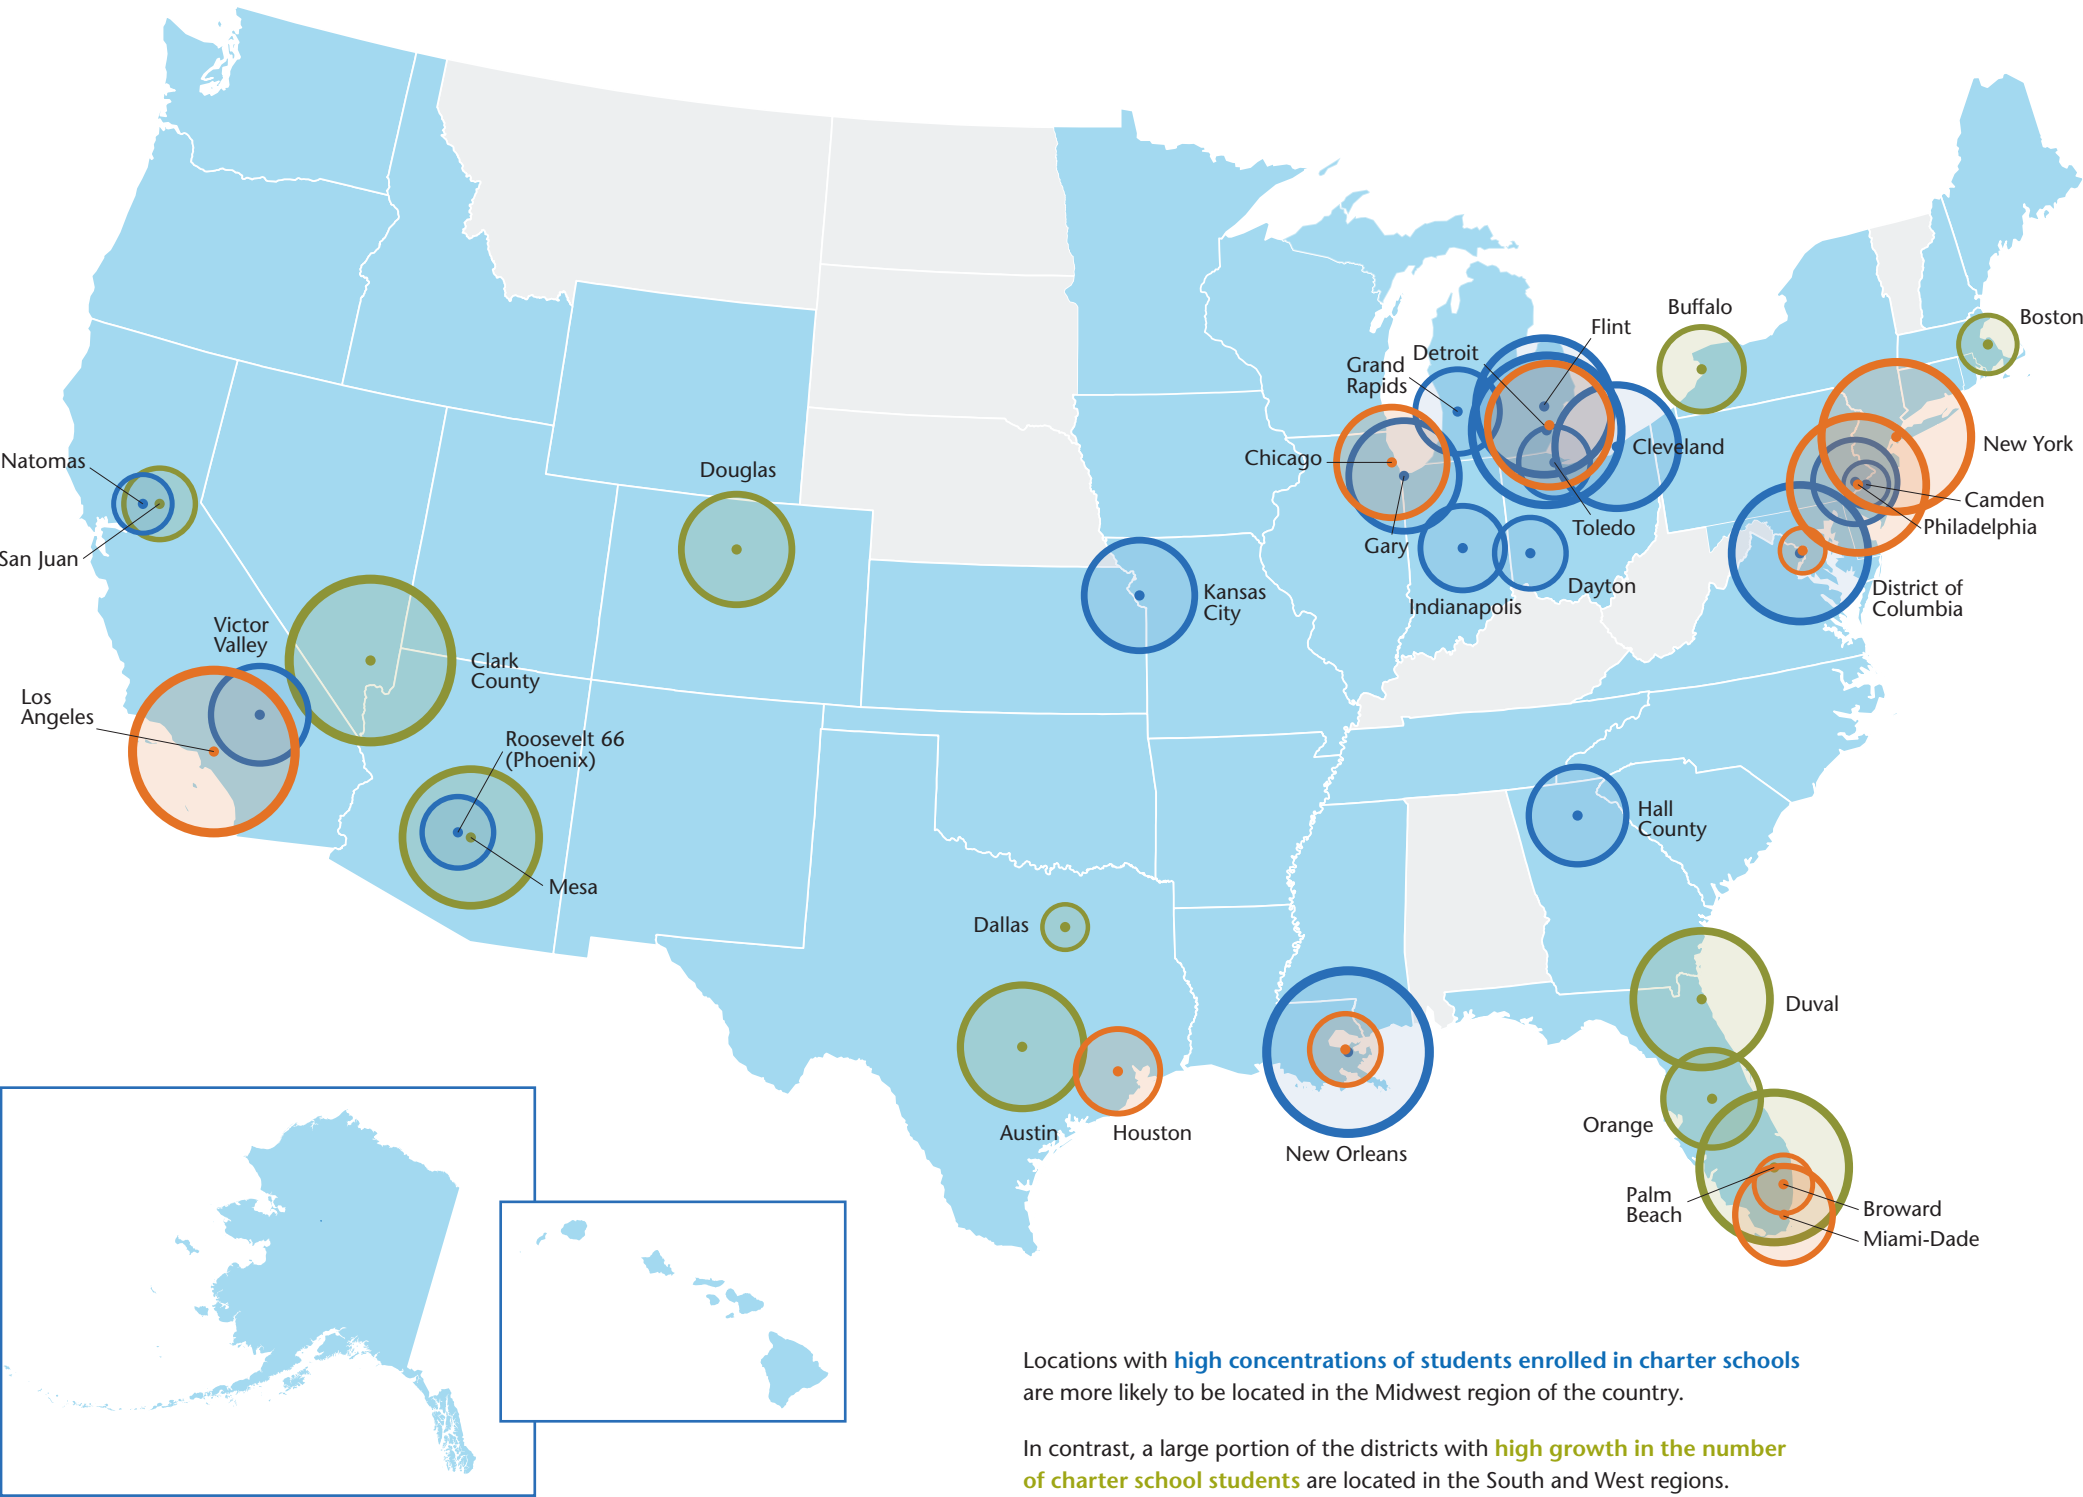 Buffalo
Boston
Flint
Detroit
Grand
Rapids
New York
Cleveland
Chicago
Natomas
Douglas
Camden
Philadelphia
Toledo
Gary
San Juan
Dayton
District of
Columbia
Kansas
City
Indianapolis
Victor
Valley
Clark
County
Los
Angeles
Roosevelt 66
(Phoenix)
Hall
County
Mesa
Dallas
Duval
Orange
Austin
Houston
New Orleans
Palm
Beach
Broward
Miami-Dade
Locations with high concentrations of students enrolled in charter schools
are more likely to be located in the Midwest region of the country.
In contrast, a large portion of the districts with high growth in the number
of charter school students are located in the South and West regions.